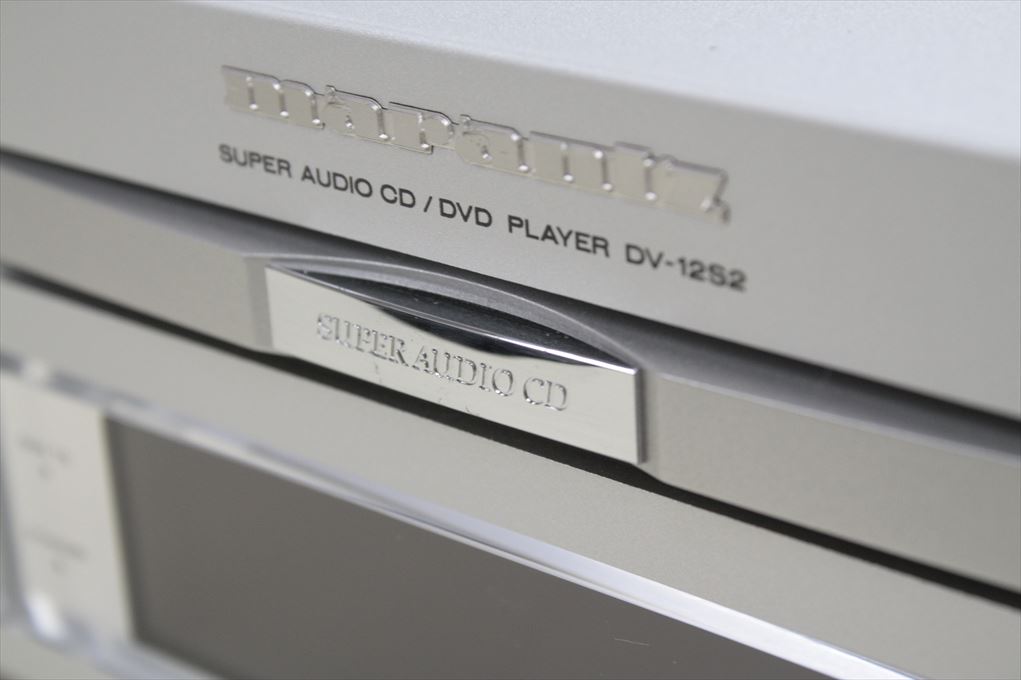 marantz
SUPER AUDIO CD / DVD PLAYER DV-12S2
SUPER AUDIO CD